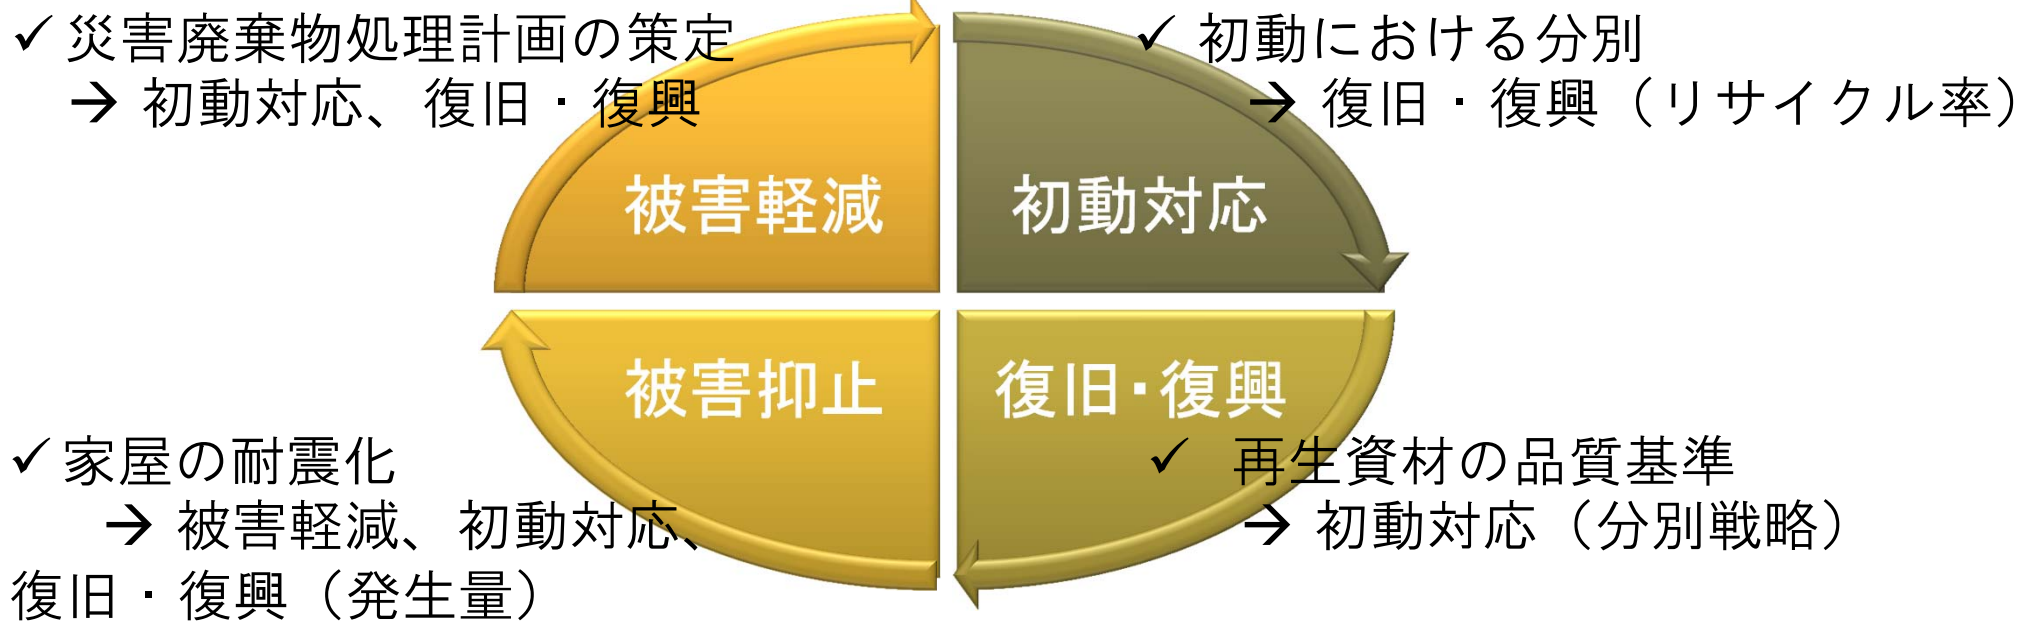 ✓災害廃棄物処理計画の策定
→ 初動対応、復旧・復興
✓ 初動における分別
→ 復旧・復興（リサイクル率）
被害軽減
初動対応
被害抑止
復旧・復興
✓家屋の耐震化
→ 被害軽減、初動対応、
復旧・復興（発生量）
✓ 再生資材の品質基準
→ 初動対応（分別戦略）